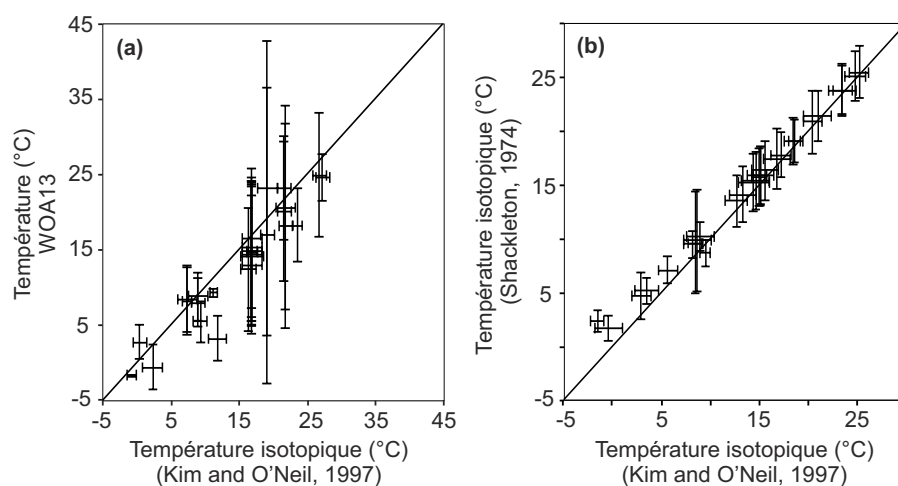 (a)
45
35
25
15
5
-5
Température (°C)
WOA13
-5 5 15 25 35 45
Température isotopique (°C)
(Kim and O'Neil, 1997)
(b)
25
15
5
-5
Température isotopique (°C)
(Shackleton, 1974)
-5 5 15 25
Température isotopique (°C)
(Kim and O'Neil, 1997)